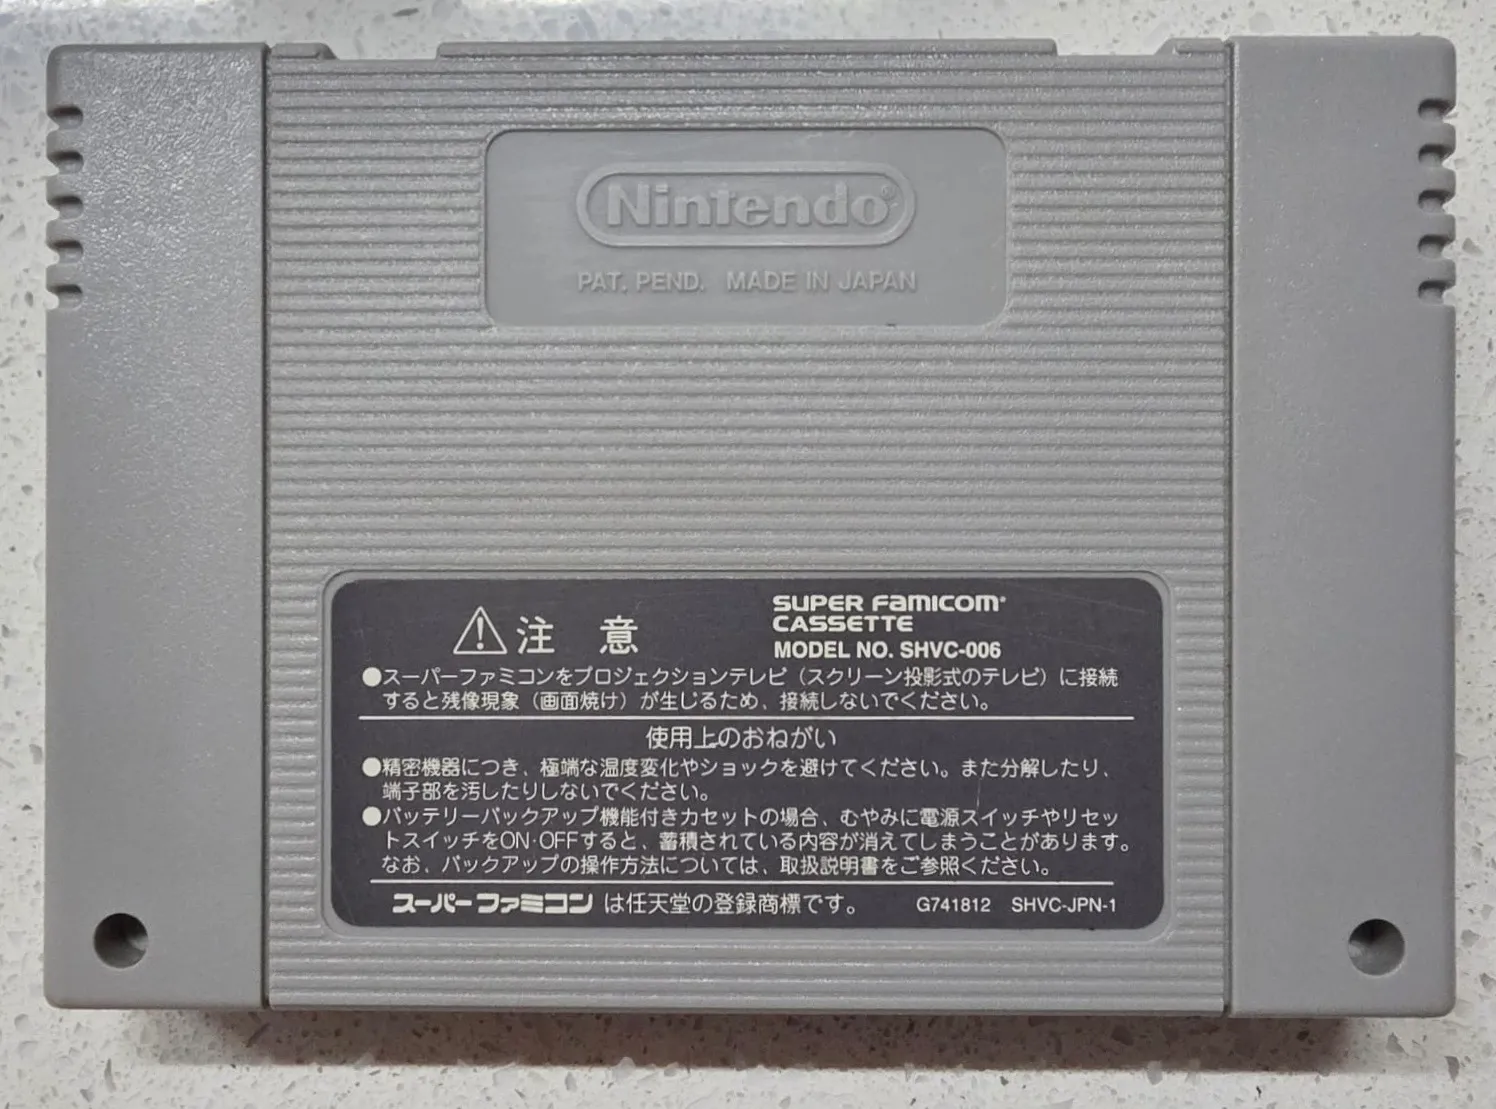 Nintendo®
PAT. PEND. MADE IN JAPAN
注 意
SUPER FAMICOM®
CASSETTE
MODEL NO. SHVC-006
●スーパーファミコンをプロジェクションテレビ(スクリーン投影式のテレビ)に接続
すると残像現象(画面焼け)が生じるため、接続しないでください。
使用上のおねがい
●精密機器につき、極端な温度変化やショックを避けてください。また分解したり、
端子部を汚したりしないでください。
●バッテリーバックアップ機能付きカセットの場合、むやみに電源スイッチやリセッ
トスイッチをON・OFFすると、蓄積されている内容が消えてしまうことがあります。
なお、バックアップの操作方法については、取扱説明書をご参照ください。
スーパーファミコン は任天堂の登録商標です。 G741812 SHVC-JPN-1